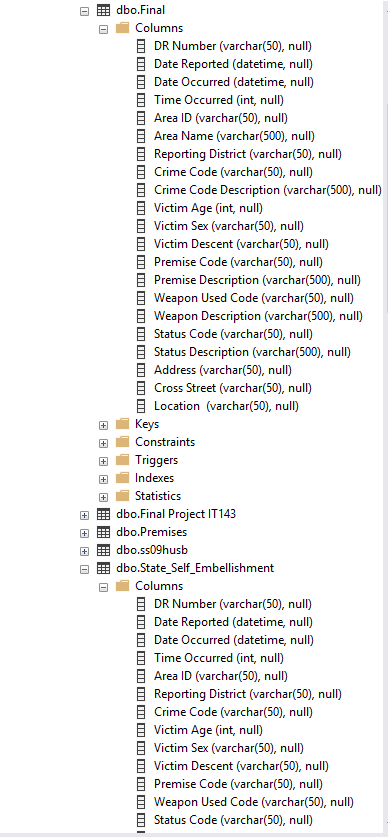 dbo.Final
Columns
DR Number (varchar(50), null)
Date Reported (datetime, null)
Date Occurred (datetime, null)
Time Occurred (int, null)
Area ID (varchar(50), null)
Area Name (varchar(500), null)
Reporting District (varchar(50), null)
Crime Code (varchar(50), null)
Crime Code Description (varchar(500), null)
Victim Age (int, null)
Victim Sex (varchar(50), null)
Victim Descent (varchar(50), null)
Premise Code (varchar(50), null)
Premise Description (varchar(500), null)
Weapon Used Code (varchar(50), null)
Weapon Description (varchar(500), null)
Status Code (varchar(50), null)
Status Description (varchar(500), null)
Address (varchar(50), null)
Cross Street (varchar(50), null)
Location  (varchar(50), null)
Keys
Constraints
Triggers
Indexes
Statistics
dbo.Final Project IT143
dbo.Premises
dbo.ss09husb
dbo.State_Self_Embellishment
Columns
DR Number (varchar(50), null)
Date Reported (datetime, null)
Date Occurred (datetime, null)
Time Occurred (int, null)
Area ID (varchar(50), null)
Reporting District (varchar(50), null)
Crime Code (varchar(50), null)
Victim Age (int, null)
Victim Sex (varchar(50), null)
Victim Descent (varchar(50), null)
Premise Code (varchar(50), null)
Weapon Used Code (varchar(50), null)
Status Code (varchar(50), null)